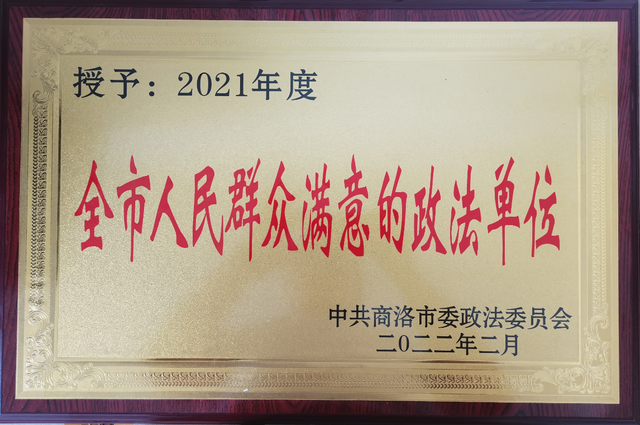 授予：2021年度
全市人民群众满意的政法单位
中共商洛市委政法委员会
二〇二二年二月